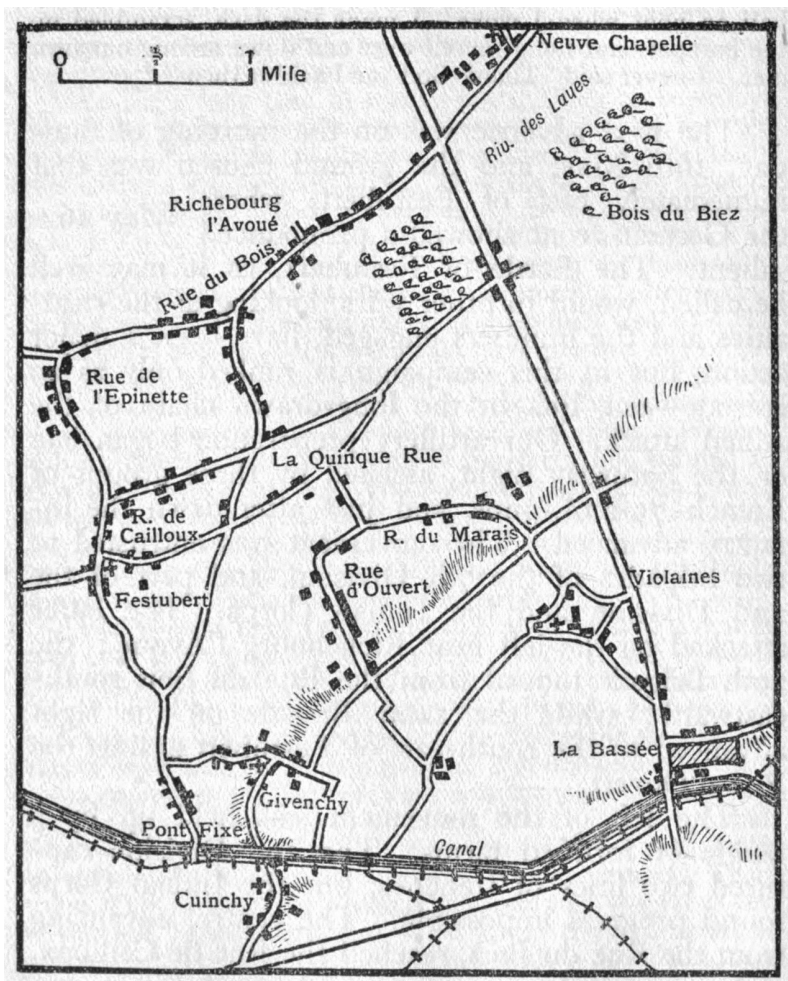 0
½
1
Mile
Neuve Chapelle
Riv. des Laues
Bois du Biez
Richebourg
l'Avoué
Rue du Bois
Rue de
l'Epinette
La Quinque Rue
R. de
Cailloux
R. du Marais
Festubert
Rue
d'Ouvert
Violaines
La Bassée
Givenchy
Pont Fixe
Canal
Cuinchy